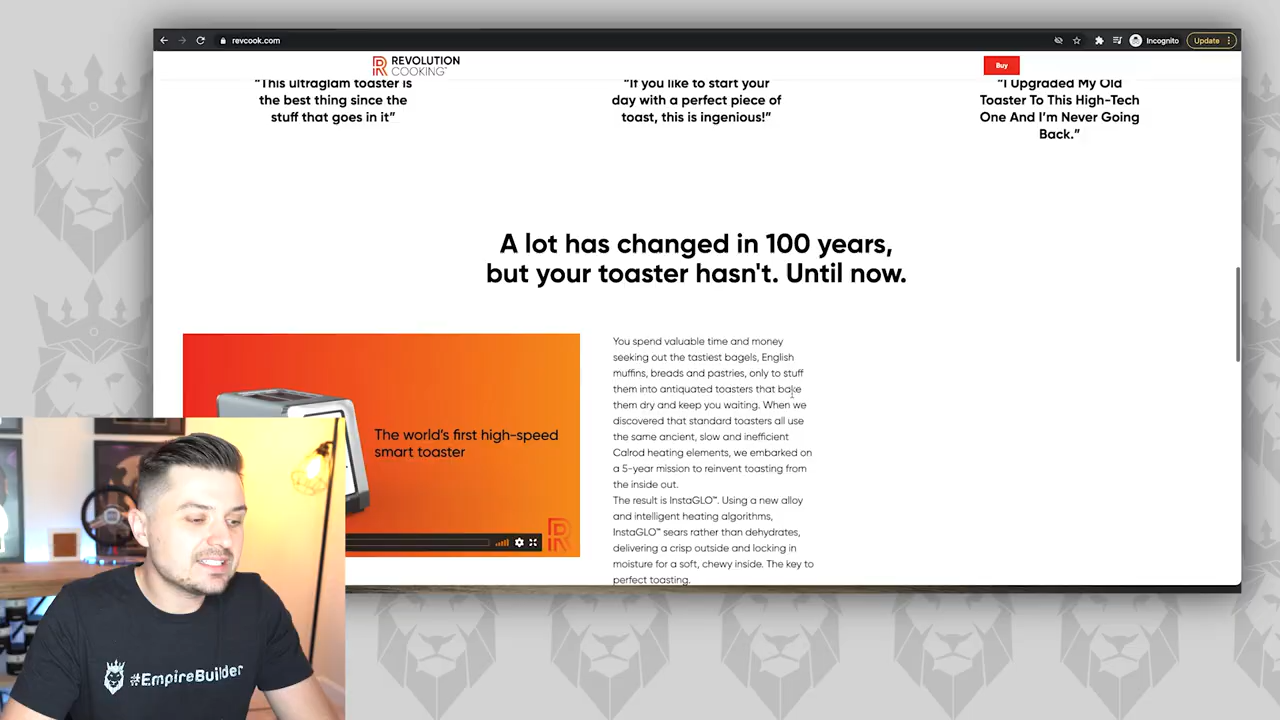 revcook.com
Incognito
Update
REVOLUTION
COOKING
Buy
"This ultraglam toaster is
the best thing since the
stuff that goes in it"
"If you like to start your
day with a perfect piece of
toast, this is ingenious!"
"I Upgraded My Old
Toaster To This High-Tech
One And I'm Never Going
Back."
A lot has changed in 100 years,
but your toaster hasn't. Until now.
The world's first high-speed
smart toaster
You spend valuable time and money
seeking out the tastiest bagels, English
muffins, breads and pastries, only to stuff
them into antiquated toasters that bake
them dry and keep you waiting. When we
discovered that standard toasters all use
the same ancient, slow and inefficient
Calrod heating elements, we embarked on
a 5-year mission to reinvent toasting from
the inside out.
The result is InstaGLO™. Using a new alloy
and intelligent heating algorithms,
InstaGLO™ sears rather than dehydrates,
delivering a crisp outside and locking in
moisture for a soft, chewy inside. The key to
perfect toasting.
#EmpireBuilder